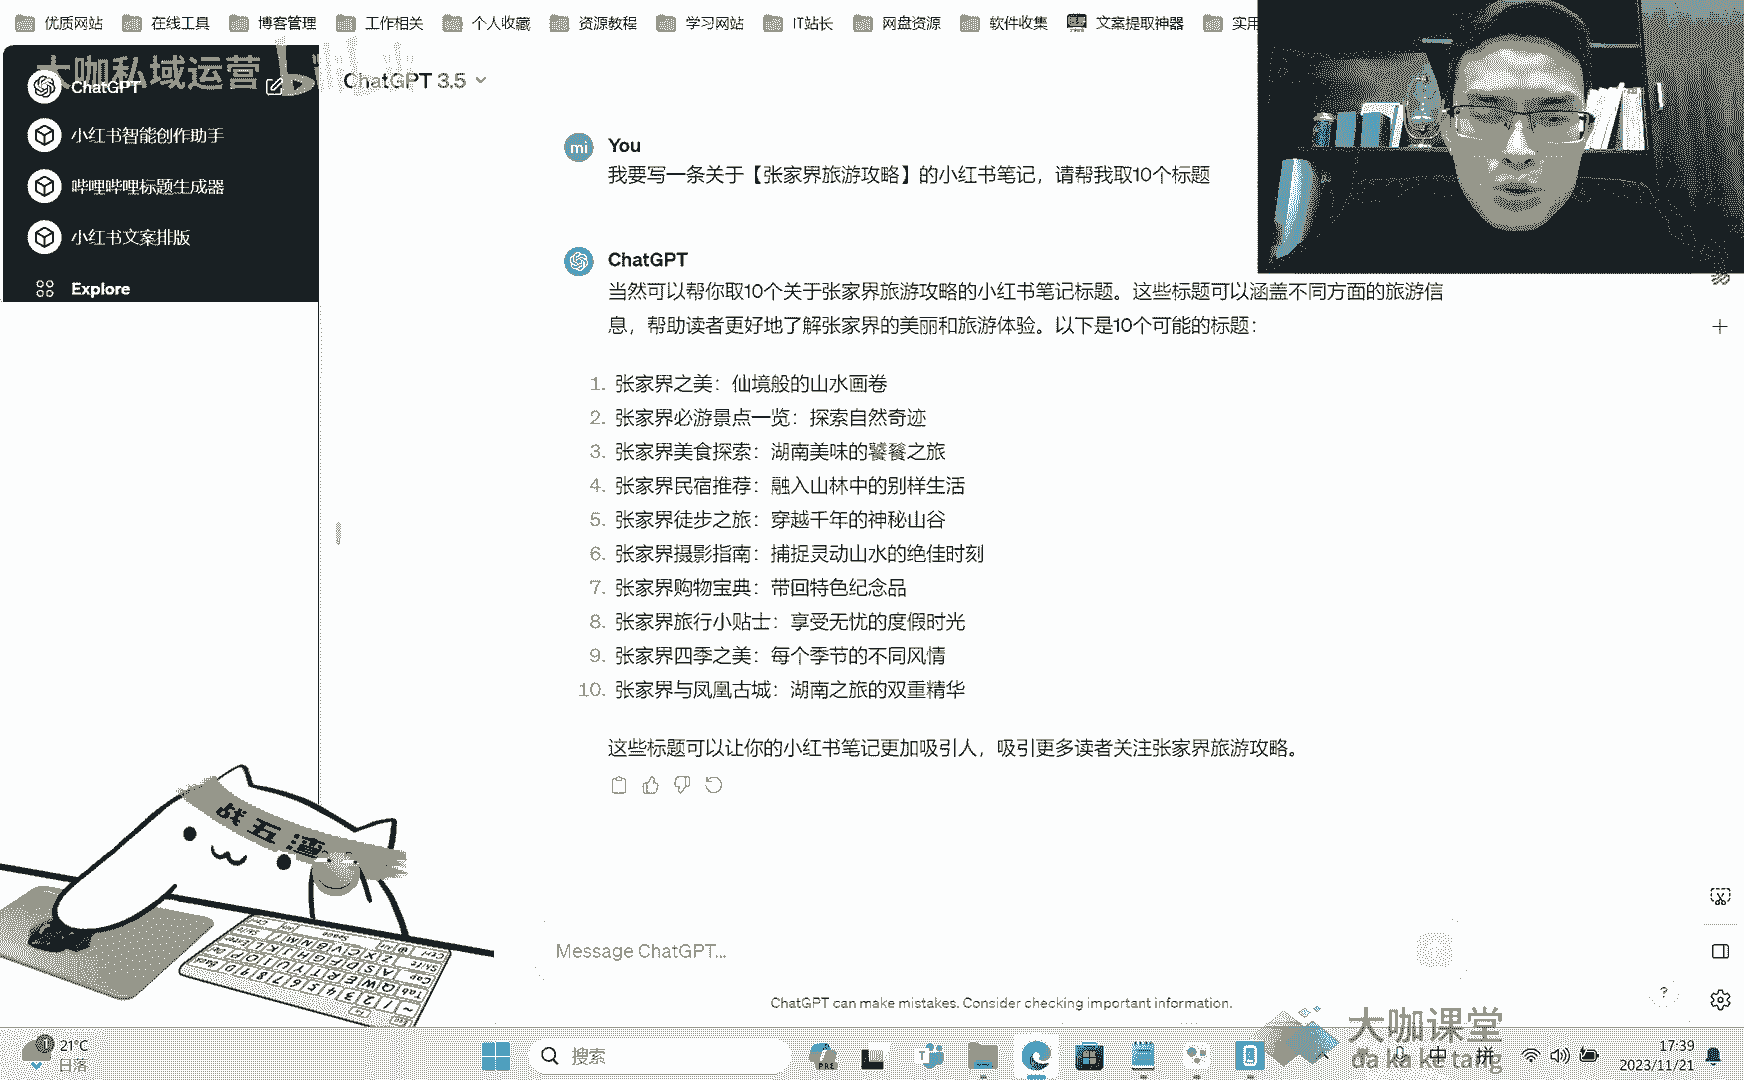 优质网站
在线工具
博客管理
工作相关
个人收藏
资源教程
学习网站
IT站长
网盘资源
软件收集
文案提取神器
实用
大咖私域运营
bilibili
ChatGPT
小红书智能创作助手
哔哩哔哩标题生成器
小红书文案排版
Explore
ChatGPT 3.5
mi
You
我要写一条关于【张家界旅游攻略】的小红书笔记，请帮我取10个标题
ChatGPT
当然可以帮你取10个关于张家界旅游攻略的小红书笔记标题。这些标题可以涵盖不同方面的旅游信
息，帮助读者更好地了解张家界的美丽和旅游体验。以下是10个可能的标题：
1. 张家界之美：仙境般的山水画卷
2. 张家界必游景点一览：探索自然奇迹
3. 张家界美食探索：湖南美味的饕餮之旅
4. 张家界民宿推荐：融入山林中的别样生活
5. 张家界徒步之旅：穿越千年的神秘山谷
6. 张家界摄影指南：捕捉灵动山水的绝佳时刻
7. 张家界购物宝典：带回特色纪念品
8. 张家界旅行小贴士：享受无忧的度假时光
9. 张家界四季之美：每个季节的不同风情
10. 张家界与凤凰古城：湖南之旅的双重精华
这些标题可以让你的小红书笔记更加吸引人，吸引更多读者关注张家界旅游攻略。
战五渣
Message ChatGPT...
ChatGPT can make mistakes. Consider checking important information.
?
大咖课堂
da ka ke tang
21°C
日落
搜索
PRE
中
拼
17:39
2023/11/21